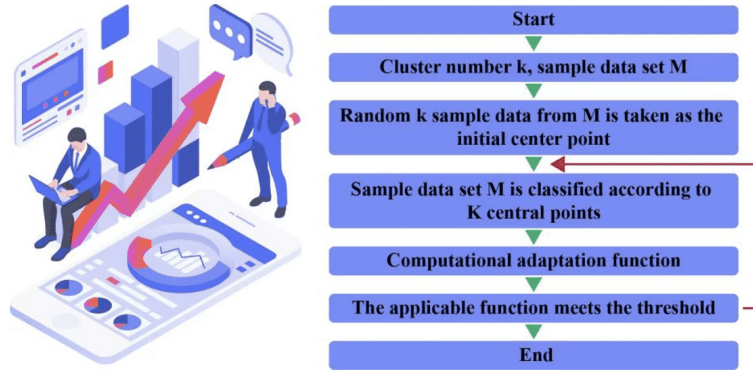 Start
Cluster number k, sample data set M
Random k sample data from M is taken as the
initial center point
Sample data set M is classified according to
K central points
Computational adaptation function
The applicable function meets the threshold
End